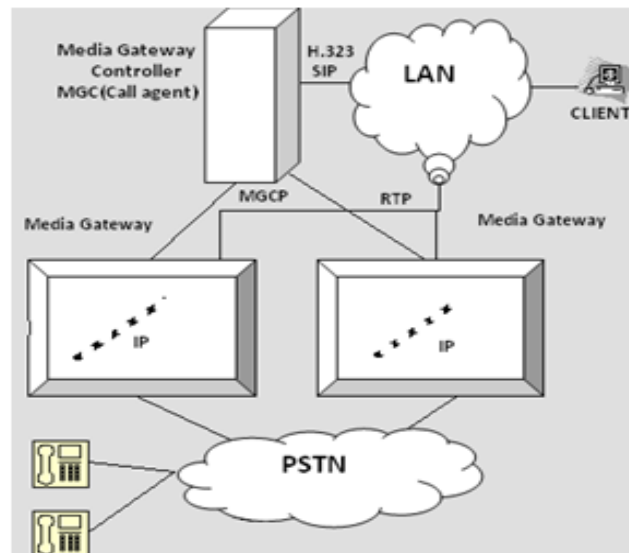 Media Gateway
Controller
MGC(Call agent)
H.323
SIP
LAN
CLIENT
MGCP
RTP
Media Gateway
Media Gateway
IP
IP
PSTN